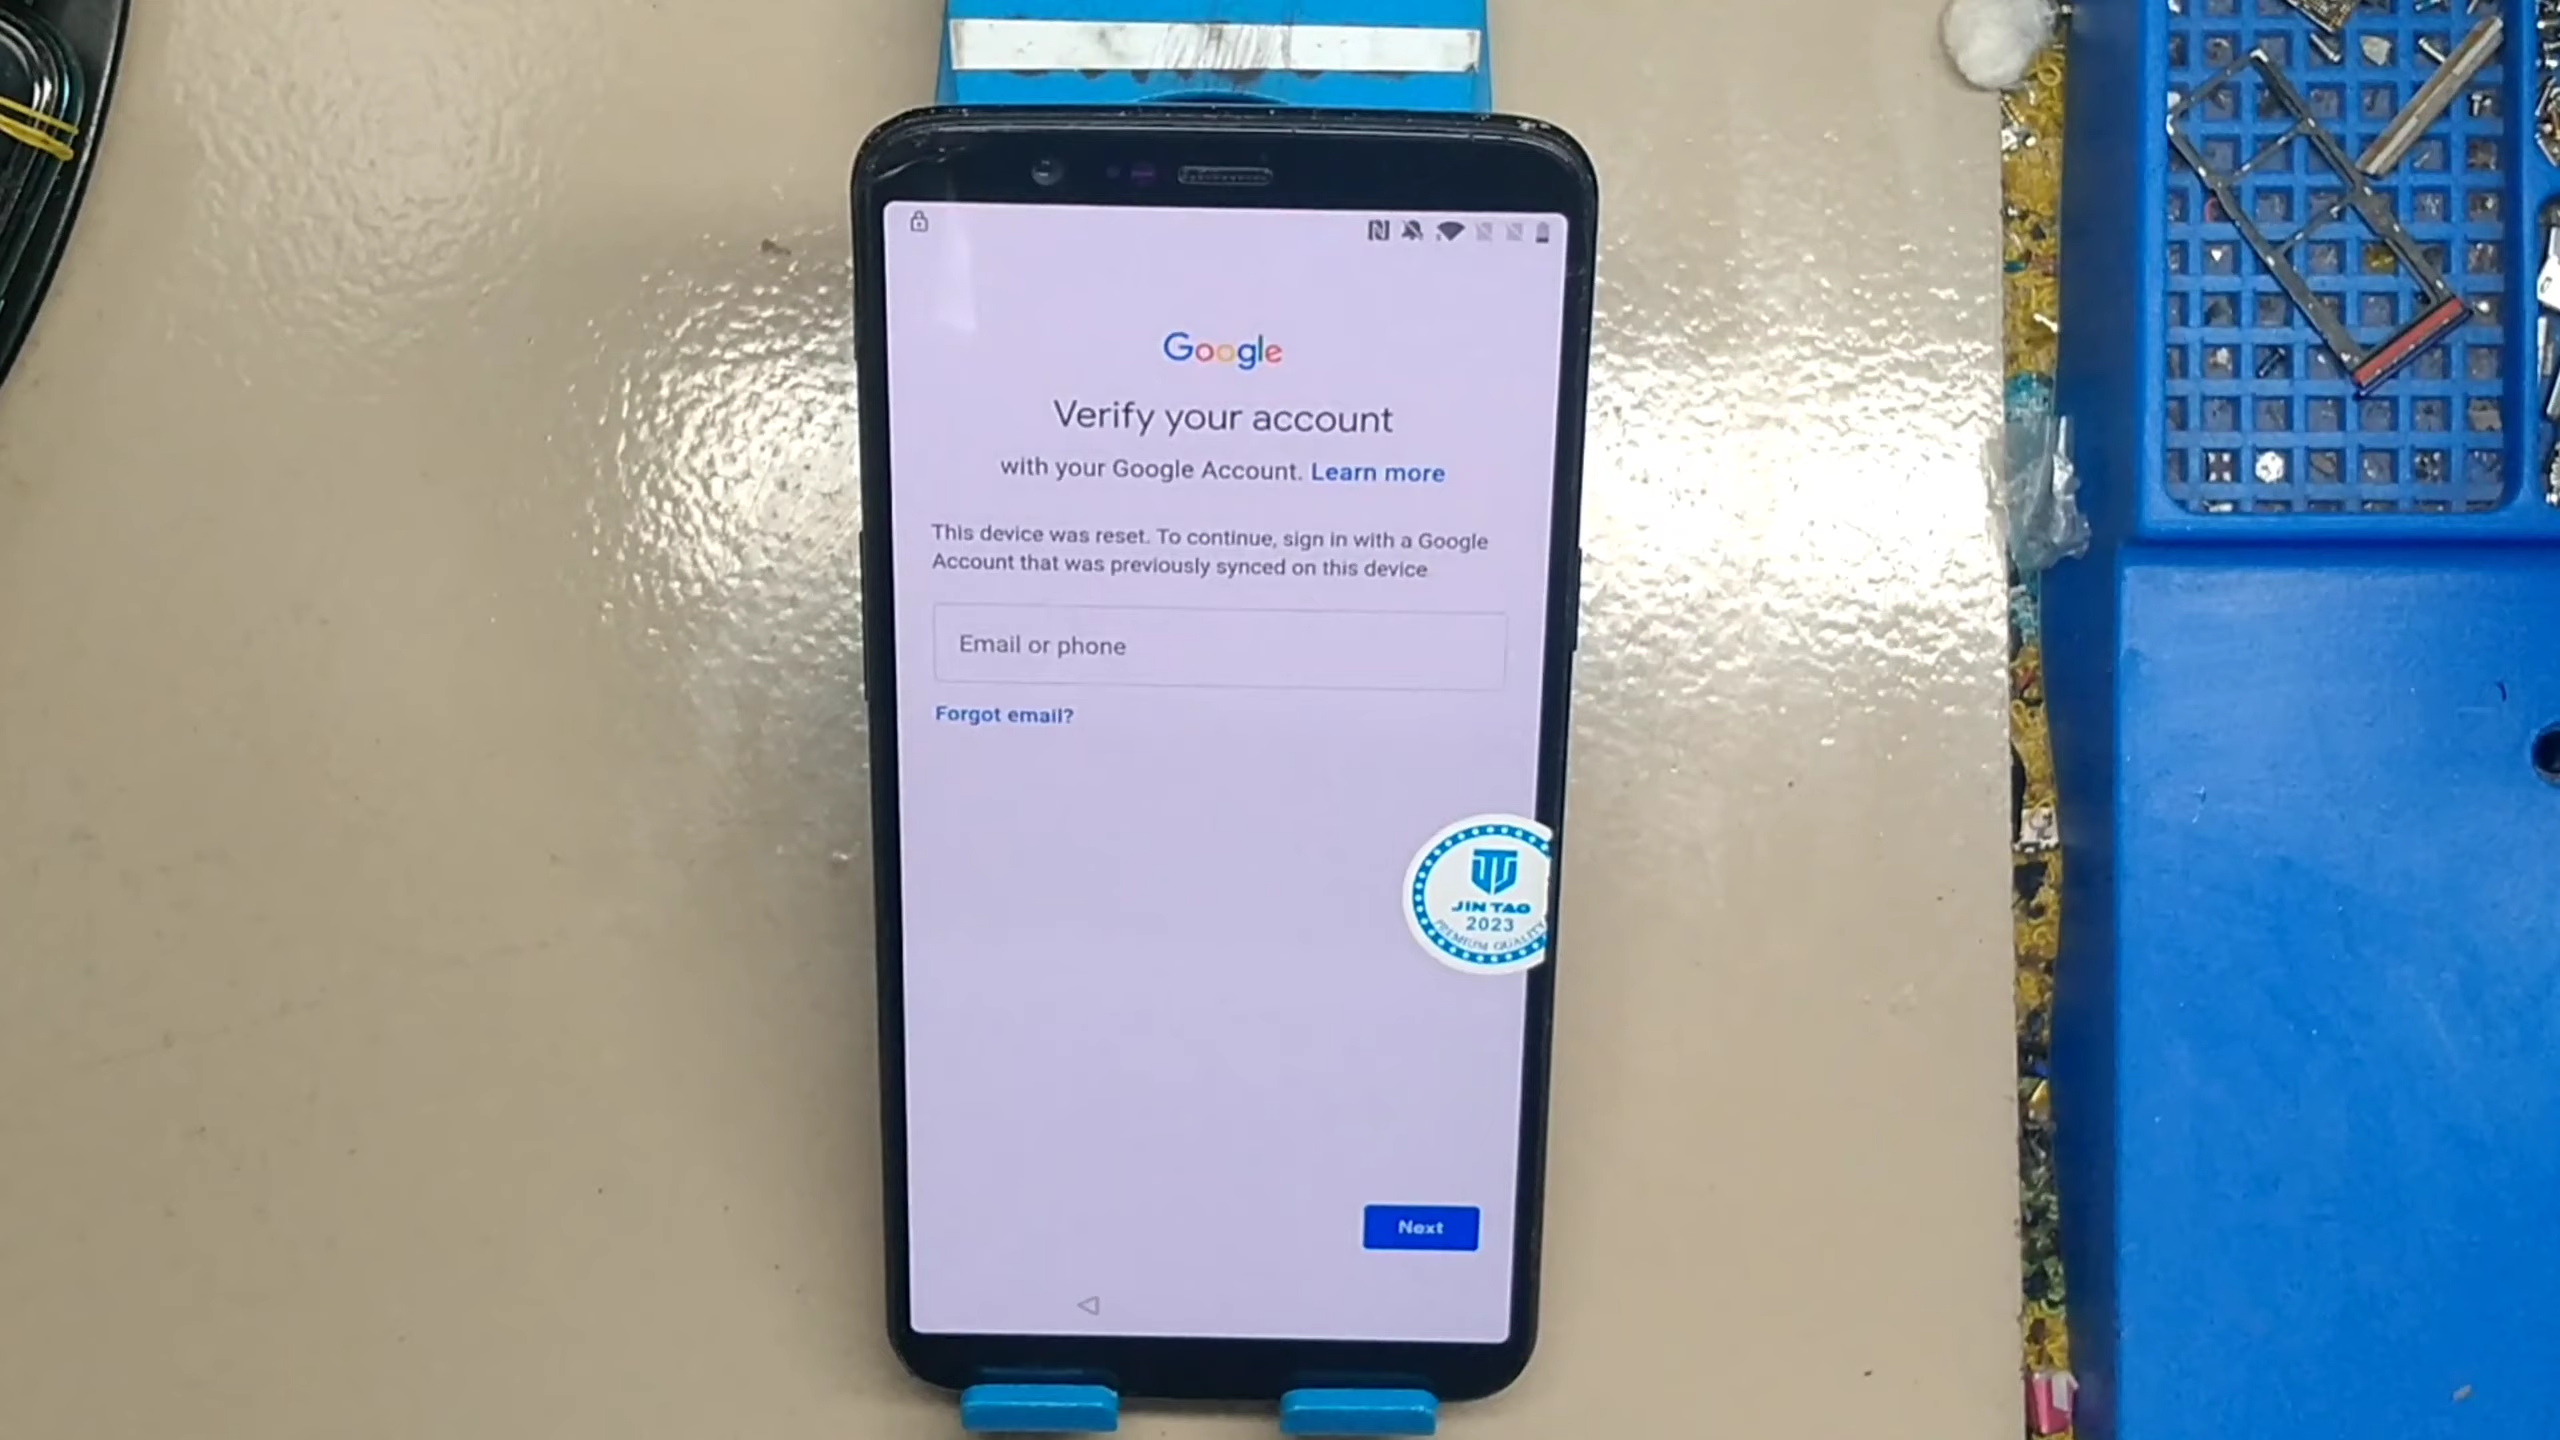 Google
Verify your account
with your Google Account. Learn more
This device was reset. To continue, sign in with a Google
Account that was previously synced on this device
Email or phone
Forgot email?
JIN TAO
2023
PREMIUM QUALITY
Next